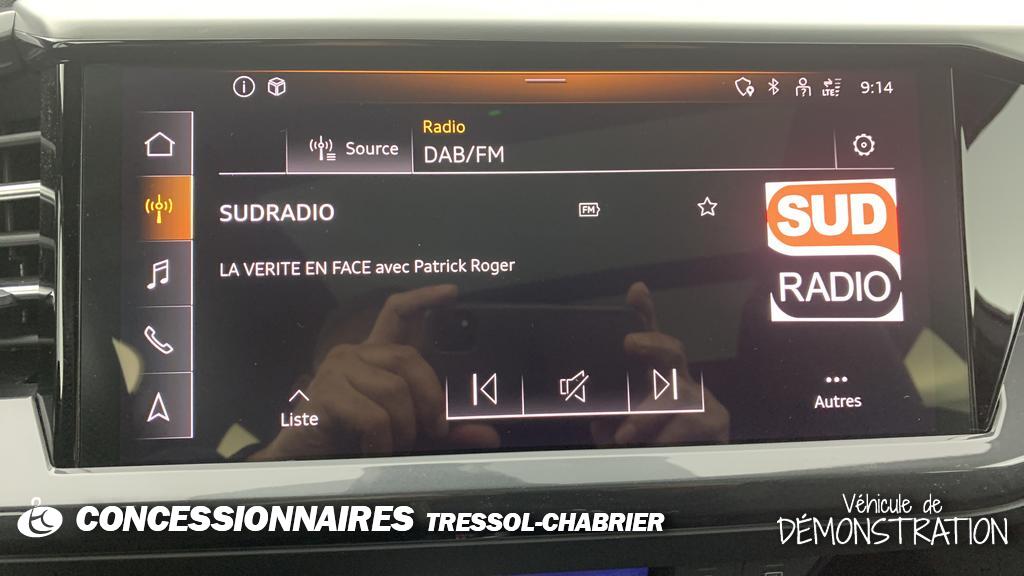 9:14
LTE
Radio
Source
DAB/FM
SUDRADIO
FM
SUD
RADIO
LA VERITE EN FACE avec Patrick Roger
Liste
Autres
CONCESSIONNAIRES TRESSOL-CHABRIER
Véhicule de
DÉMONSTRATION